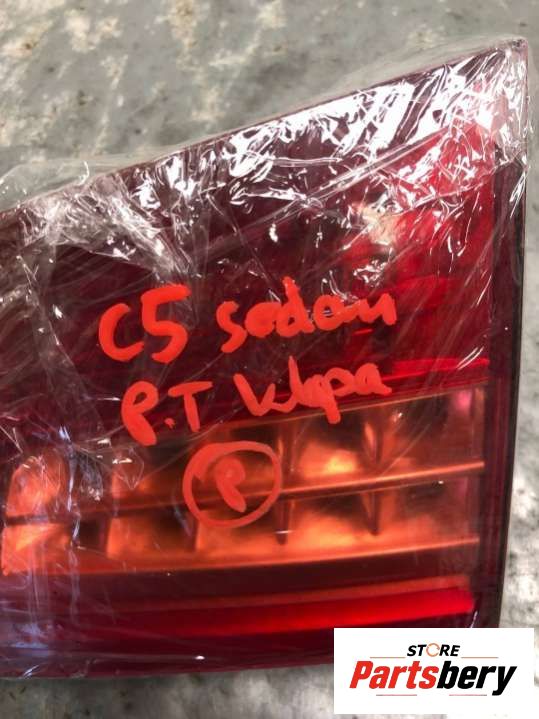 C5 sedan
P.T klapa
P
STORE
Partsbery